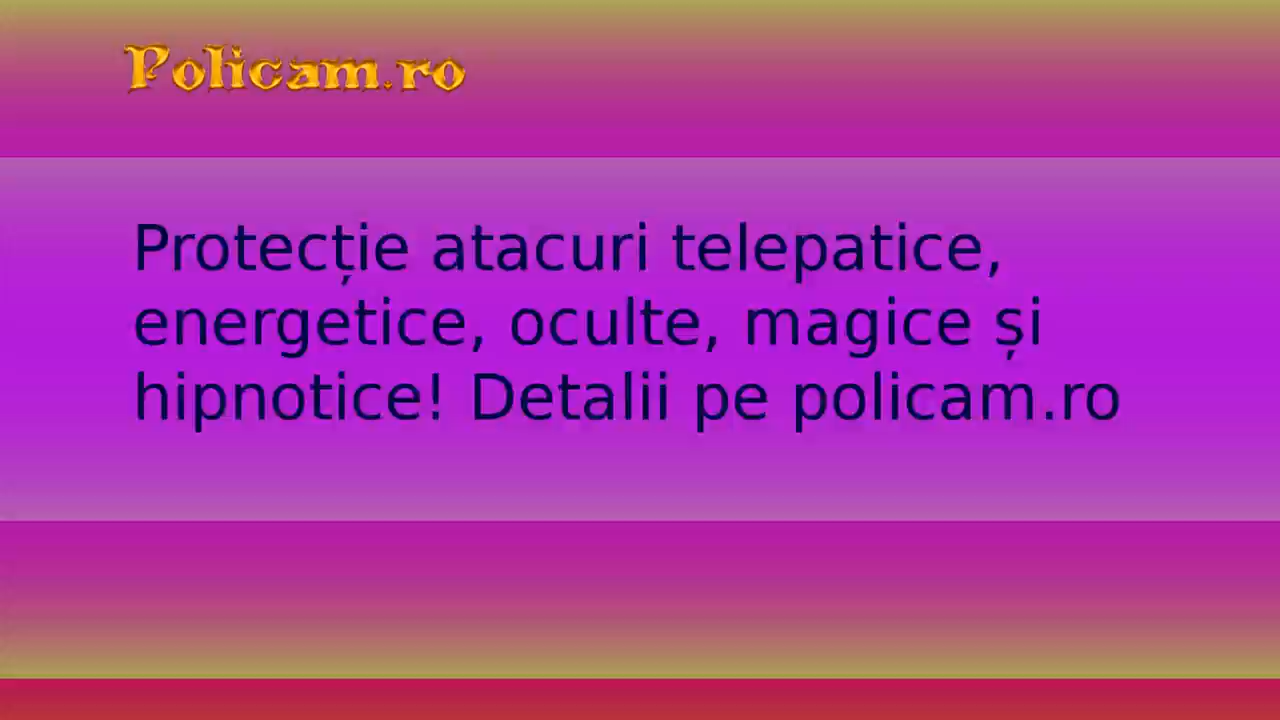 Policam.ro
Protecție atacuri telepatice,
energetice, oculte, magice și
hipnotice! Detalii pe policam.ro